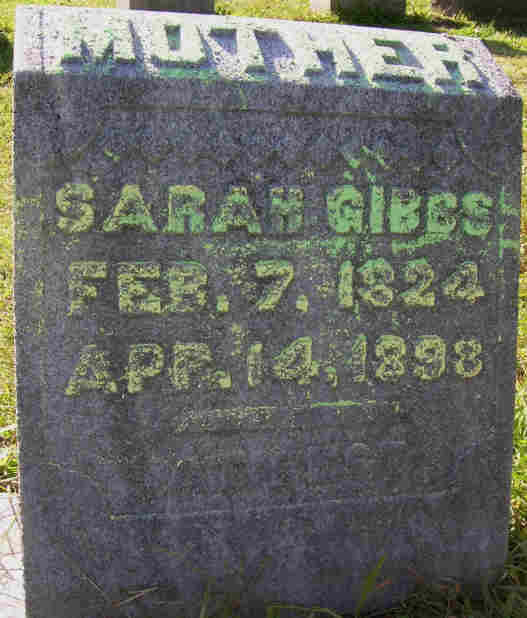 MOTHER
SARAH GIBBS
FEB. 7. 1824
APR. 14. 1898